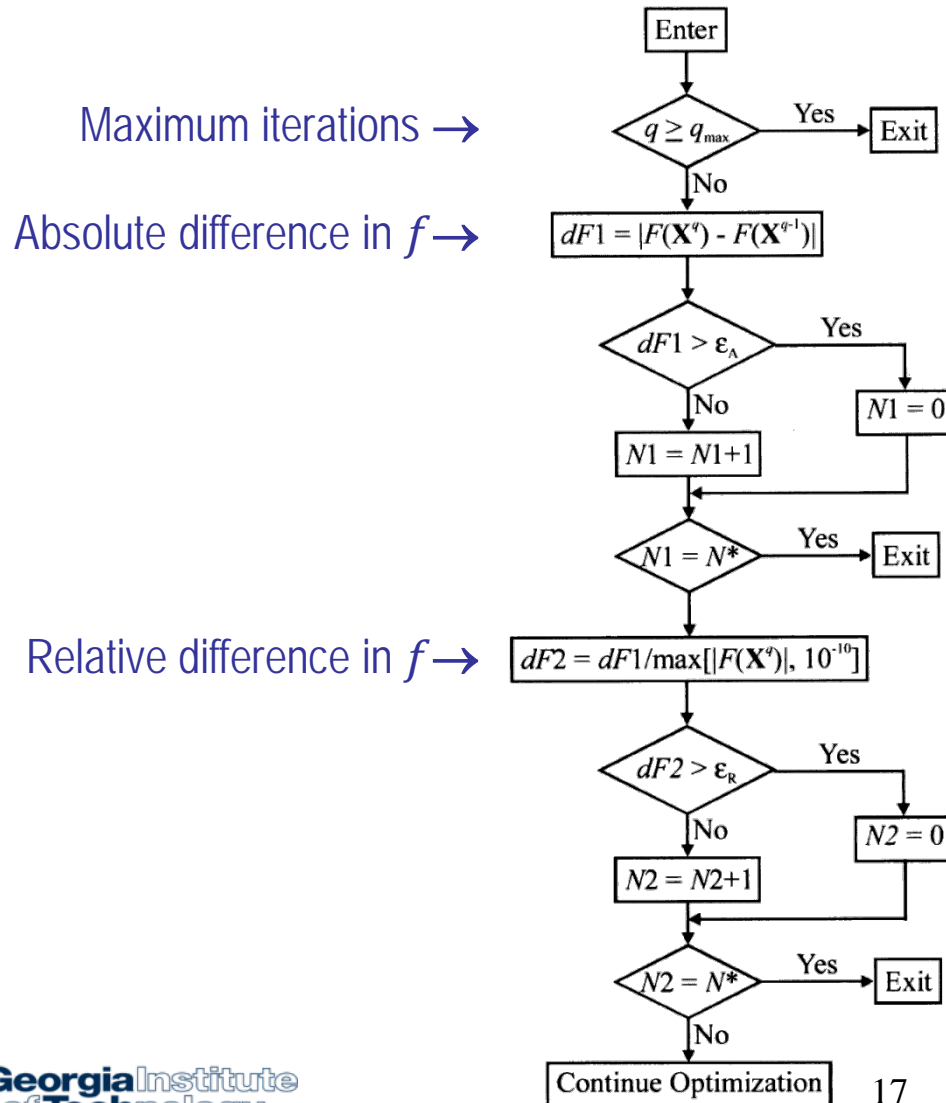 Enter
Maximum iterations →
q ≥ q_max
Yes
Exit
No
Absolute difference in f →
dF1 = |F(X^q) - F(X^q-1)|
dF1 > ε_A
Yes
No
N1 = 0
N1 = N1+1
N1 = N*
Yes
Exit
Relative difference in f →
dF2 = dF1/max[|F(X^q)|, 10^-10]
dF2 > ε_R
Yes
No
N2 = 0
N2 = N2+1
N2 = N*
Yes
Exit
No
Continue Optimization
Georgia Institute
of Technology
17